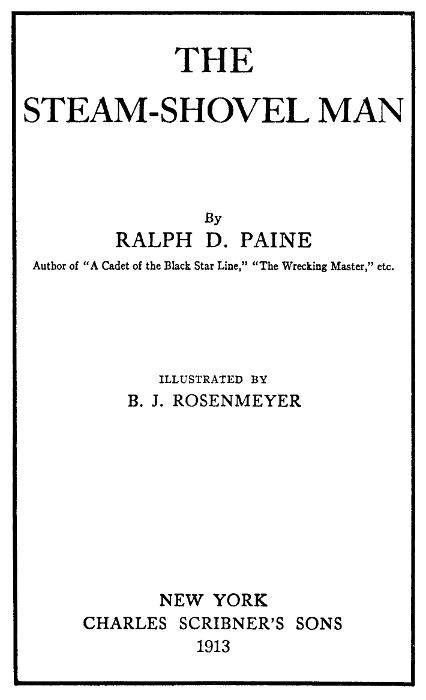 THE
STEAM-SHOVEL MAN
By
RALPH D. PAINE
Author of "A Cadet of the Black Star Line," "The Wrecking Master," etc.
ILLUSTRATED BY
B. J. ROSENMEYER
NEW YORK
CHARLES SCRIBNER'S SONS
1913